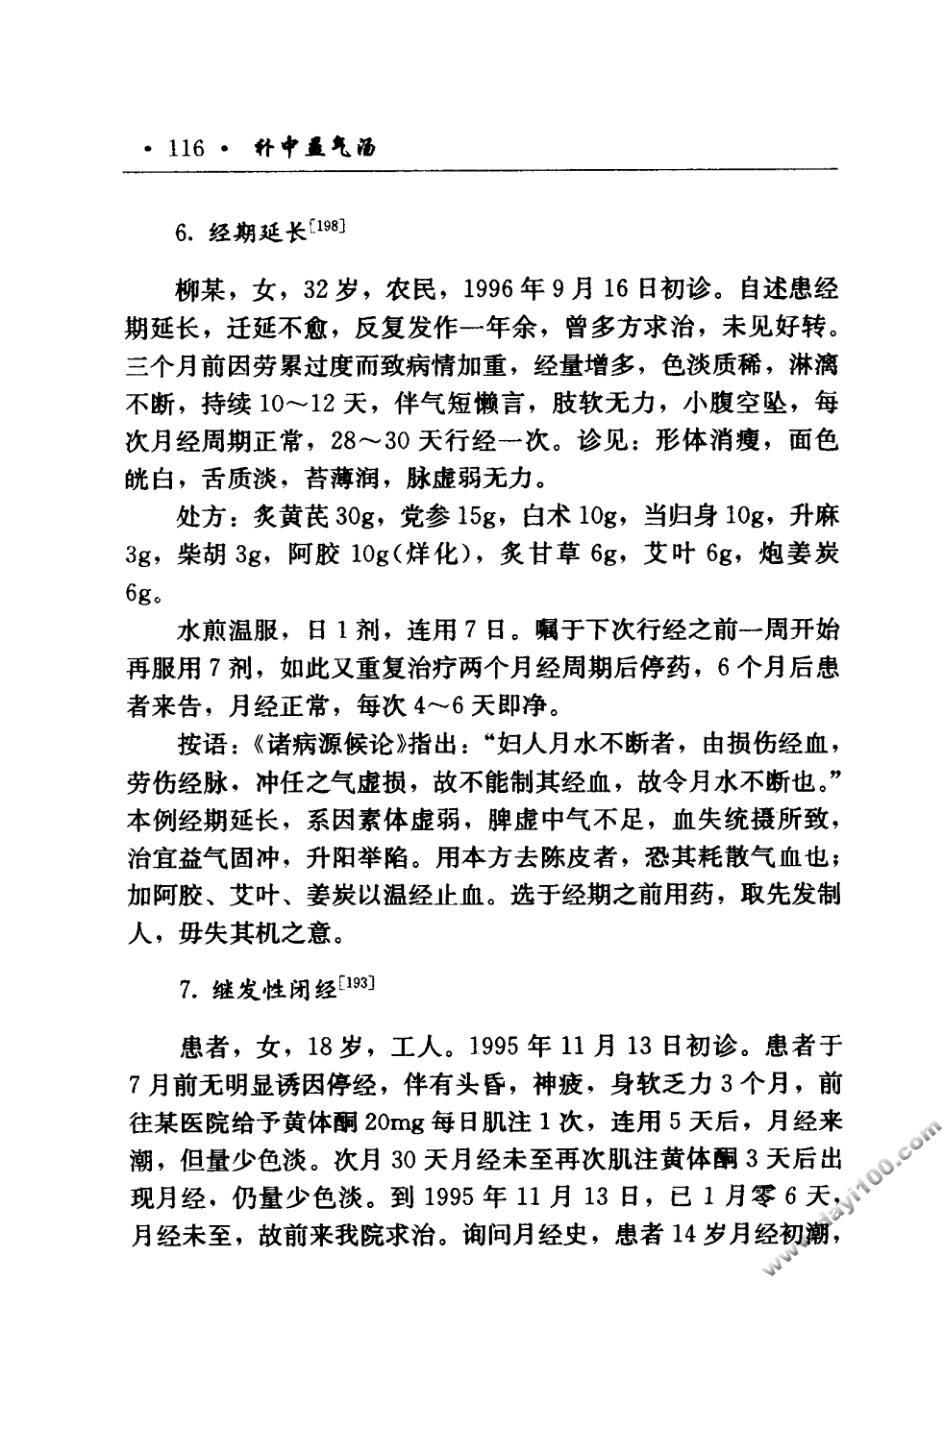 · 116 · 补中益气汤
6. 经期延长[198]
柳某，女，32岁，农民，1996年9月16日初诊。自述患经
期延长，迁延不愈，反复发作一年余，曾多方求治，未见好转。
三个月前因劳累过度而致病情加重，经量增多，色淡质稀，淋漓
不断，持续10～12天，伴气短懒言，肢软无力，小腹空坠，每
次月经周期正常，28～30天行经一次。诊见：形体消瘦，面色
㿠白，舌质淡，苔薄润，脉虚弱无力。
处方：炙黄芪30g，党参15g，白术10g，当归身10g，升麻
3g，柴胡3g，阿胶10g(烊化)，炙甘草6g，艾叶6g，炮姜炭
6g。
水煎温服，日1剂，连用7日。嘱于下次行经之前一周开始
再服用7剂，如此又重复治疗两个月经周期后停药，6个月后患
者来告，月经正常，每次4～6天即净。
按语：《诸病源候论》指出：“妇人月水不断者，由损伤经血，
劳伤经脉，冲任之气虚损，故不能制其经血，故令月水不断也。”
本例经期延长，系因素体虚弱，脾虚中气不足，血失统摄所致，
治宜益气固冲，升阳举陷。用本方去陈皮者，恐其耗散气血也；
加阿胶、艾叶、姜炭以温经止血。选于经期之前用药，取先发制
人，毋失其机之意。
7. 继发性闭经[193]
患者，女，18岁，工人。1995年11月13日初诊。患者于
7月前无明显诱因停经，伴有头昏，神疲，身软乏力3个月，前
往某医院给予黄体酮20mg每日肌注1次，连用5天后，月经来
潮，但量少色淡。次月30天月经未至再次肌注黄体酮3天后出
现月经，仍量少色淡。到1995年11月13日，已1月零6天，
月经未至，故前来我院求治。询问月经史，患者14岁月经初潮，
www.dayi100.com